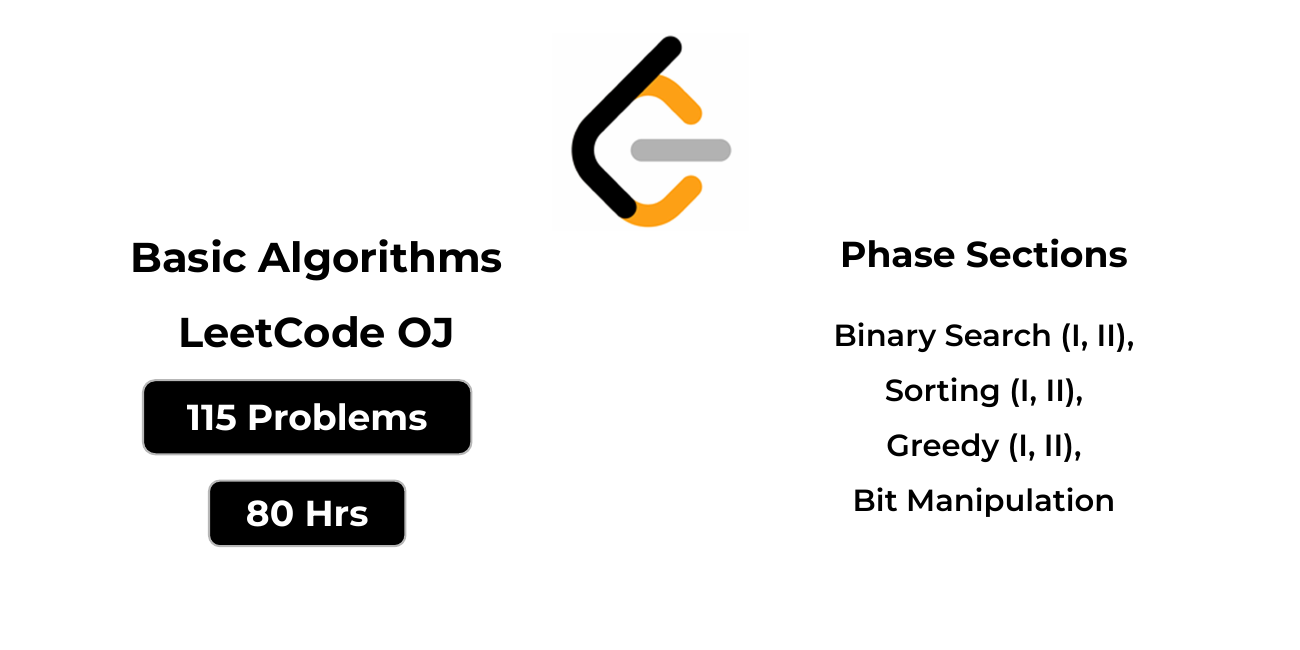 Basic Algorithms
LeetCode OJ
115 Problems
80 Hrs
Phase Sections
Binary Search (I, II),
Sorting (I, II),
Greedy (I, II),
Bit Manipulation